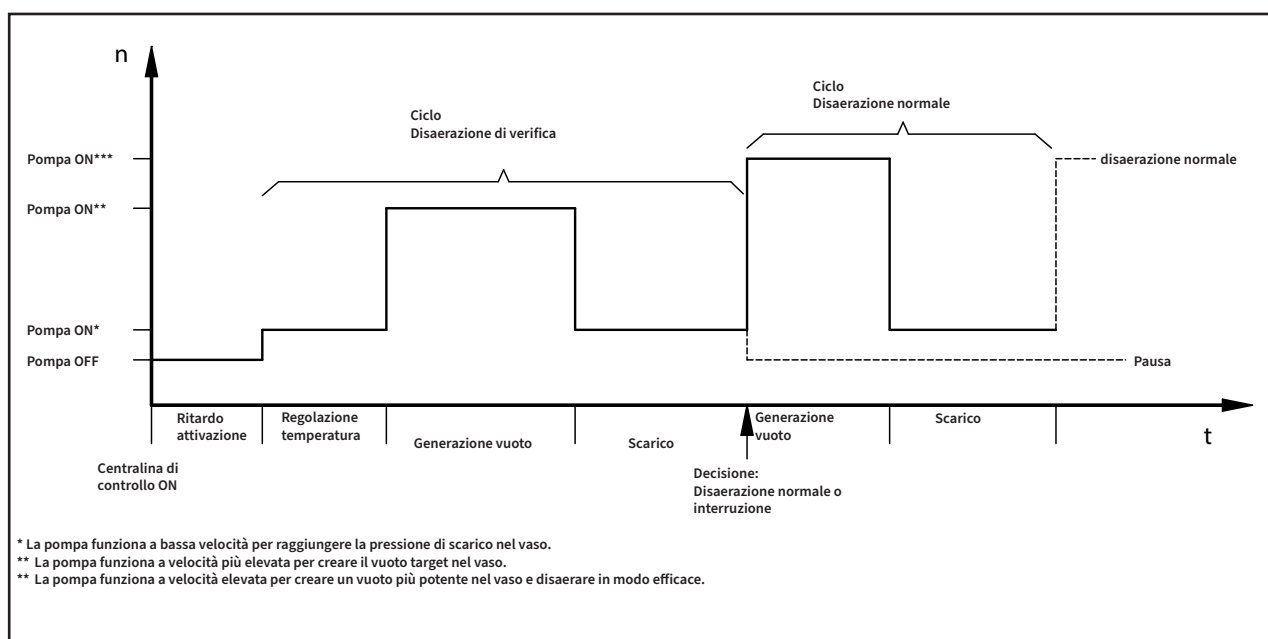 n
Ciclo
Disaerazione di verifica
Ciclo
Disaerazione normale
Pompa ON***
disaerazione normale
Pompa ON**
Pompa ON*
Pompa OFF
Pausa
Ritardo
attivazione
Regolazione
temperatura
Generazione vuoto
Scarico
Generazione
vuoto
Scarico
t
Centralina di
controllo ON
Decisione:
Disaerazione normale o
interruzione
* La pompa funziona a bassa velocità per raggiungere la pressione di scarico nel vaso.
** La pompa funziona a velocità più elevata per creare il vuoto target nel vaso.
** La pompa funziona a velocità elevata per creare un vuoto più potente nel vaso e disaerare in modo efficace.